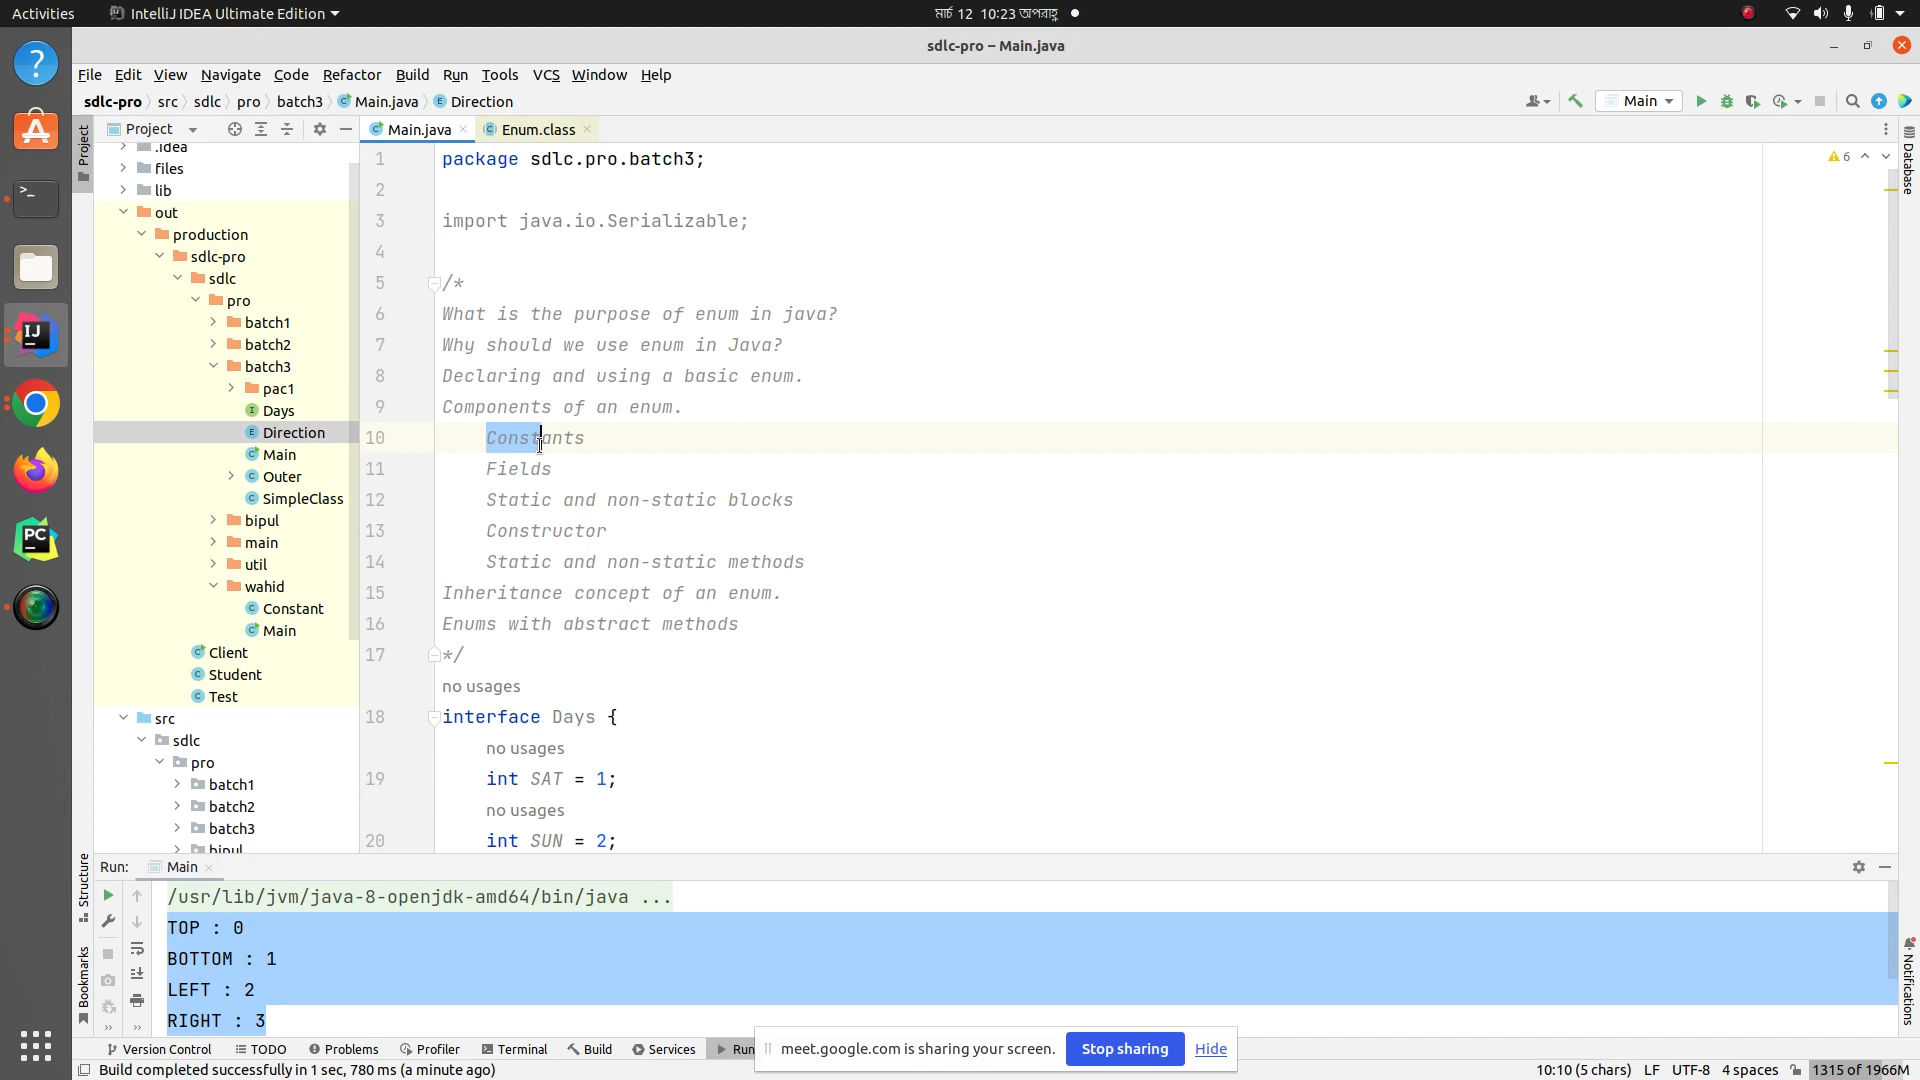 Activities
IntelliJ IDEA Ultimate Edition
মার্চ 12 10:23 অপরাহ্ণ
sdlc-pro – Main.java
File Edit View Navigate Code Refactor Build Run Tools VCS Window Help
sdlc-pro src sdlc pro batch3 Main.java Direction
Main
Project
Main.java
Enum.class
.idea
files
lib
out
production
sdlc-pro
sdlc
pro
batch1
batch2
batch3
pac1
Days
Direction
Main
Outer
SimpleClass
bipul
main
util
wahid
Constant
Main
Client
Student
Test
src
sdlc
pro
batch1
batch2
batch3
bipul
Project
Structure
Bookmarks
6
1 package sdlc.pro.batch3;
2
3 import java.io.Serializable;
4
5 /*
6 What is the purpose of enum in java?
7 Why should we use enum in Java?
8 Declaring and using a basic enum.
9 Components of an enum.
10 Constants
11 Fields
12 Static and non-static blocks
13 Constructor
14 Static and non-static methods
15 Inheritance concept of an enum.
16 Enums with abstract methods
17 */
no usages
18 interface Days {
no usages
19 int SAT = 1;
no usages
20 int SUN = 2;
Database
Notifications
Run: Main
/usr/lib/jvm/java-8-openjdk-amd64/bin/java ...
TOP : 0
BOTTOM : 1
LEFT : 2
RIGHT : 3
Version Control TODO Problems Profiler Terminal Build Services Run
meet.google.com is sharing your screen. Stop sharing Hide
Build completed successfully in 1 sec, 780 ms (a minute ago)
10:10 (5 chars) LF UTF-8 4 spaces 1315 of 1966M